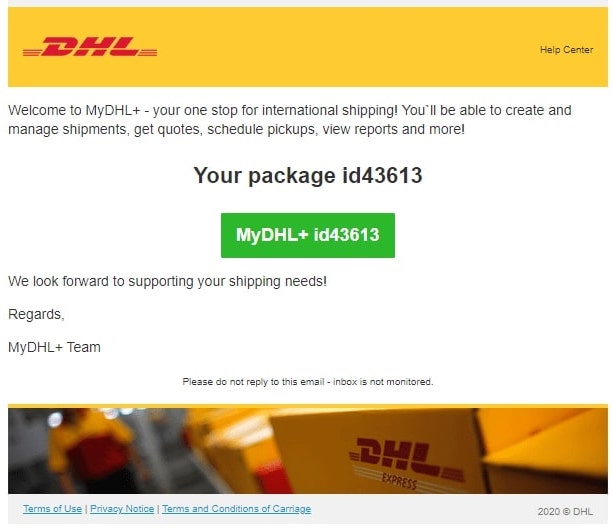 DHL
Help Center
Welcome to MyDHL+ - your one stop for international shipping! You`ll be able to create and
manage shipments, get quotes, schedule pickups, view reports and more!
Your package id43613
MyDHL+ id43613
We look forward to supporting your shipping needs!
Regards,
MyDHL+ Team
Please do not reply to this email - inbox is not monitored.
DHL
EXPRESS
Terms of Use | Privacy Notice | Terms and Conditions of Carriage
2020 © DHL